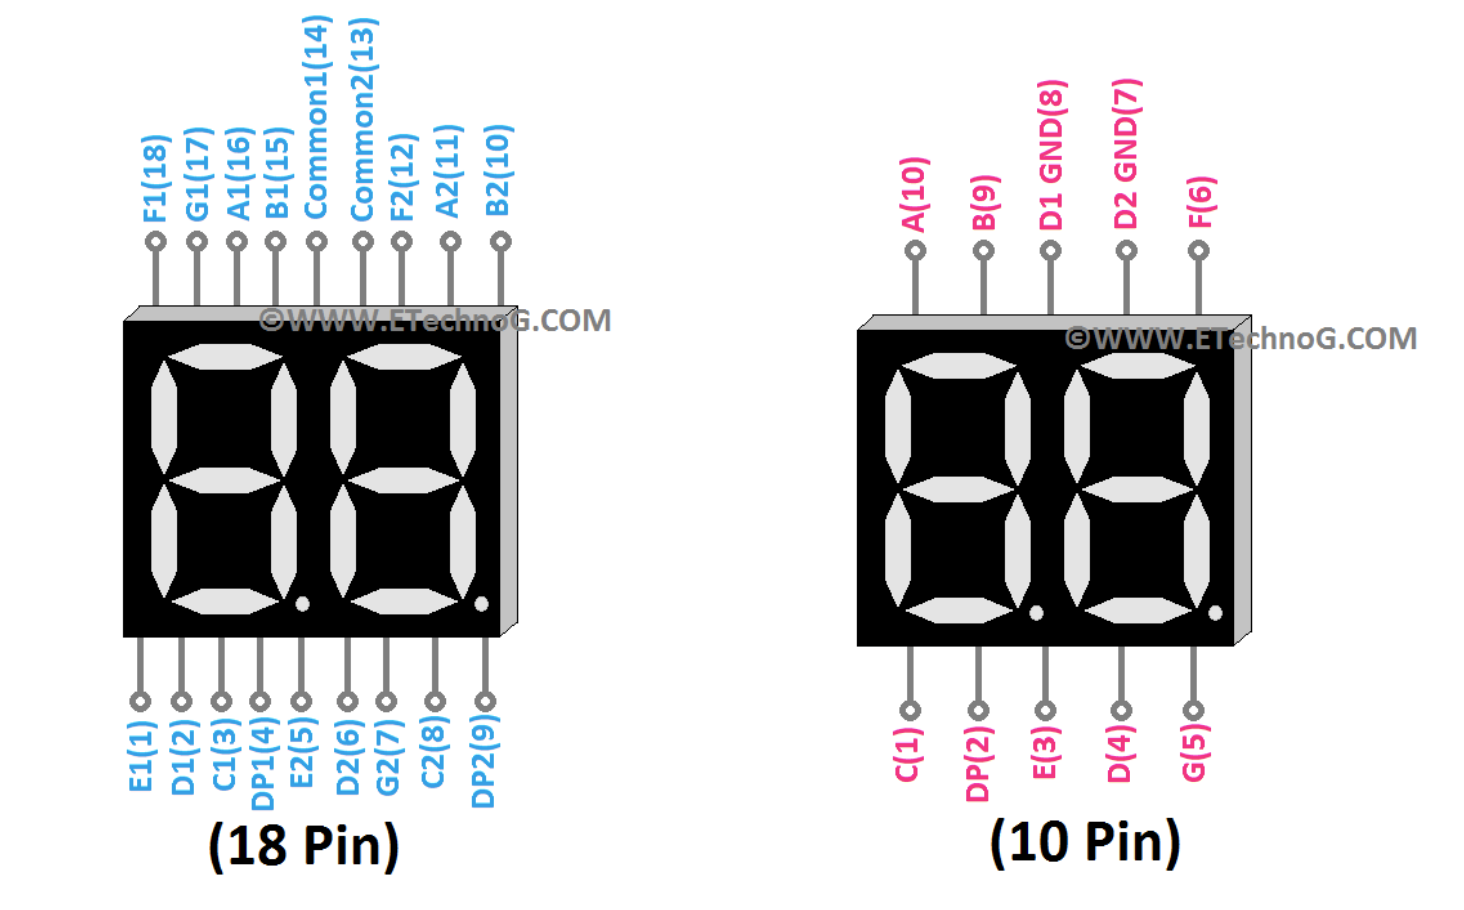 F1(18)
G1(17)
A1(16)
B1(15)
Common1(14)
Common2(13)
F2(12)
A2(11)
B2(10)
©WWW.ETechnoG.COM
E1(1)
D1(2)
C1(3)
DP1(4)
E2(5)
D2(6)
G2(7)
C2(8)
DP2(9)
(18 Pin)
A(10)
B(9)
D1 GND(8)
D2 GND(7)
F(6)
©WWW.ETechnoG.COM
C(1)
DP(2)
E(3)
D(4)
G(5)
(10 Pin)